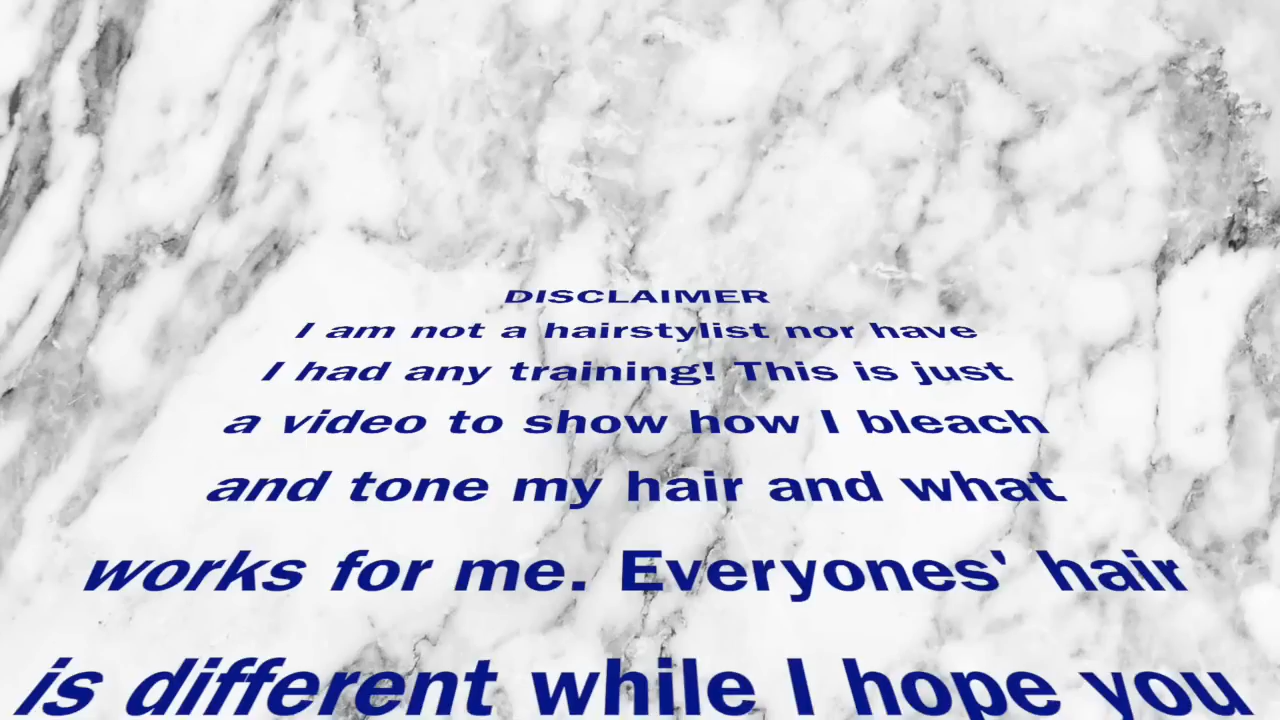 DISCLAIMER
I am not a hairstylist nor have
I had any training! This is just
a video to show how I bleach
and tone my hair and what
works for me. Everyones' hair
is different while I hope you